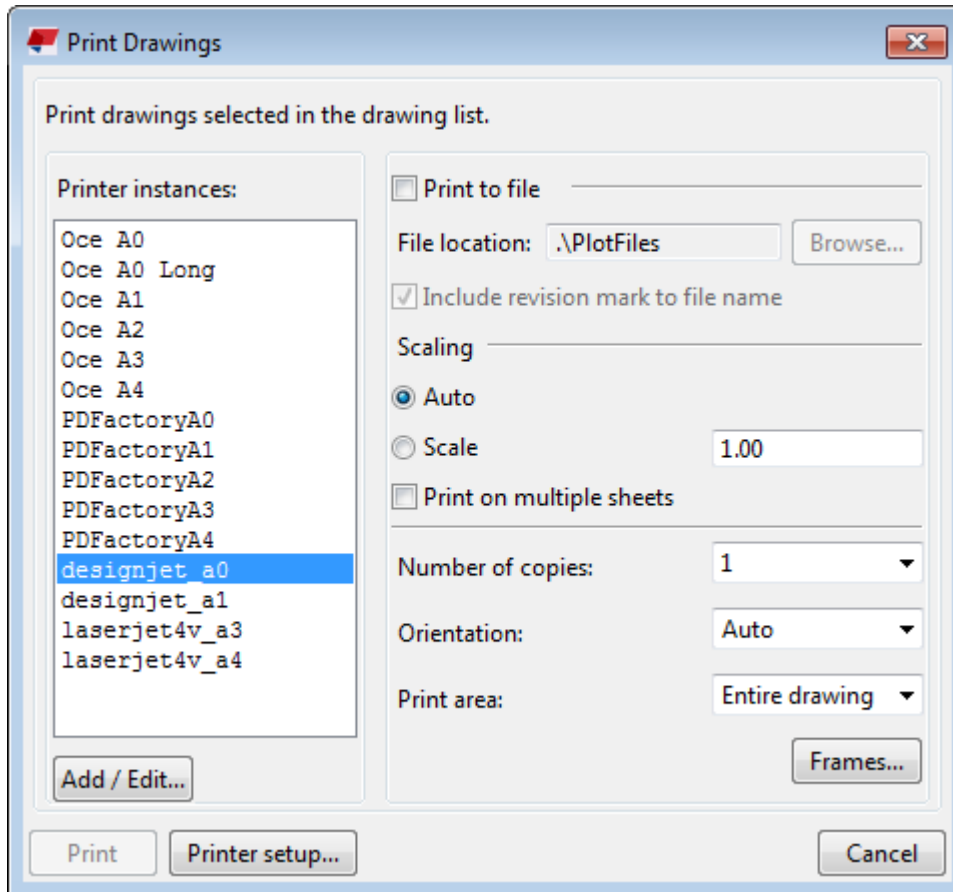 Print Drawings
Print drawings selected in the drawing list.
Printer instances:
Oce A0
Oce A0 Long
Oce A1
Oce A2
Oce A3
Oce A4
PDFactoryA0
PDFactoryA1
PDFactoryA2
PDFactoryA3
PDFactoryA4
designjet_a0
designjet_a1
laserjet4v_a3
laserjet4v_a4
Add / Edit...
Print to file
File location: .\PlotFiles Browse...
Include revision mark to file name
Scaling
Auto
Scale 1.00
Print on multiple sheets
Number of copies: 1
Orientation: Auto
Print area: Entire drawing
Frames...
Print Printer setup... Cancel